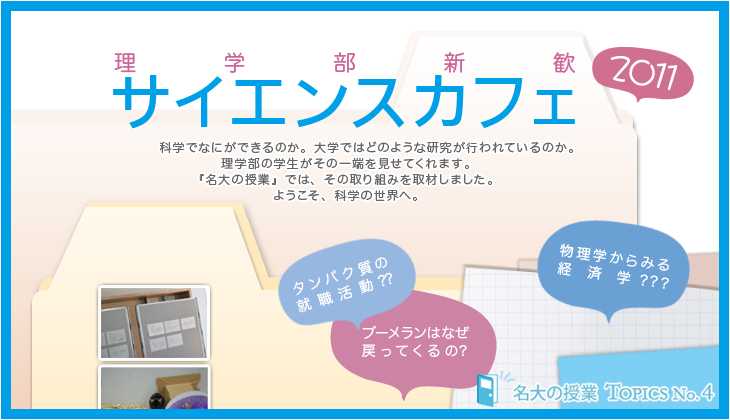 理学部新歓
2011
サイエンスカフェ
科学でなにができるのか。大学ではどのような研究が行われているのか。
理学部の学生がその一端を見せてくれます。
『名大の授業』では、その取り組みを取材しました。
ようこそ、科学の世界へ。
タンパク質の
就職活動??
物理学からみる
経済学???
ブーメランはなぜ
戻ってくるの?
名大の授業 TOPICS No.4